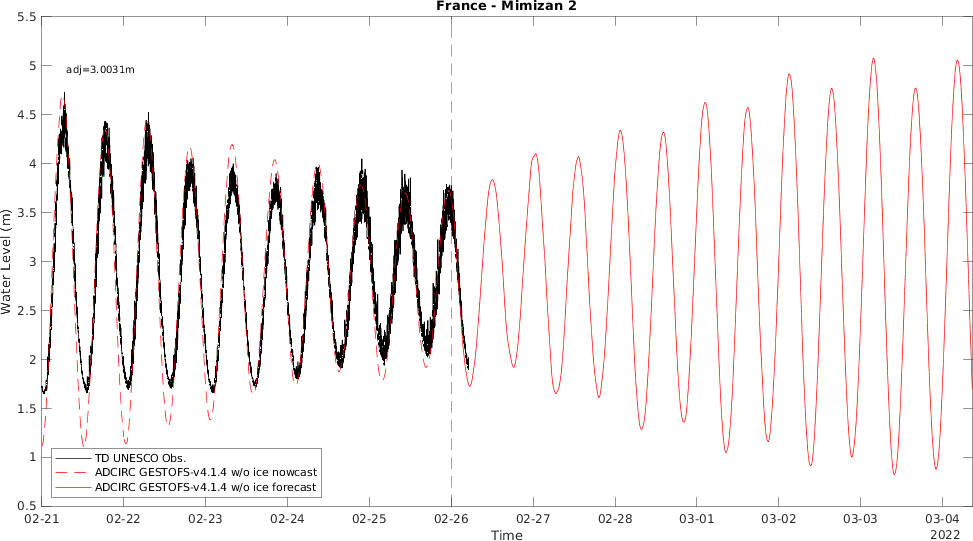 France - Mimizan 2
adj=3.0031m
5.5
5
4.5
4
3.5
3
2.5
2
1.5
1
0.5
Water Level (m)
TD UNESCO Obs.
ADCIRC GESTOFS-v4.1.4 w/o ice nowcast
ADCIRC GESTOFS-v4.1.4 w/o ice forecast
02-21 02-22 02-23 02-24 02-25 02-26 02-27 02-28 03-01 03-02 03-03 03-04
Time
2022